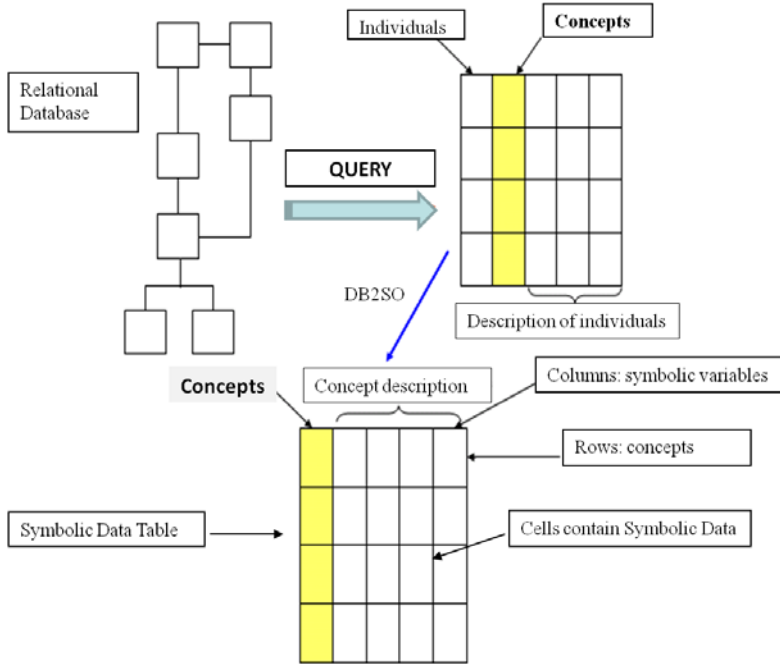 Individuals
Concepts
Relational
Database
QUERY
DB2SO
Description of individuals
Concepts
Concept description
Columns: symbolic variables
Rows: concepts
Symbolic Data Table
Cells contain Symbolic Data